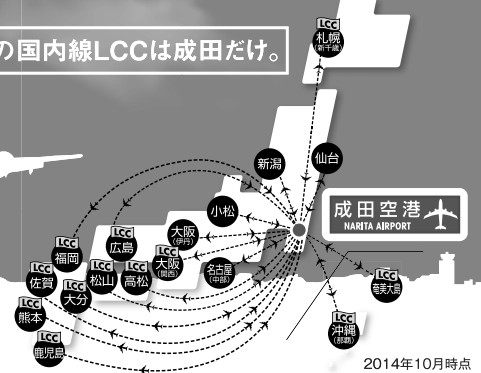 の国内線LCCは成田だけ。
LCC
札幌
(新千歳)
新潟
仙台
小松
成田空港
NARITA AIRPORT
大阪
(伊丹)
LCC
広島
LCC
福岡
LCC
大阪
(関西)
名古屋
(中部)
LCC
佐賀
LCC
松山
LCC
高松
LCC
大分
LCC
奄美大島
LCC
熊本
LCC
沖縄
(那覇)
LCC
鹿児島
2014年10月時点